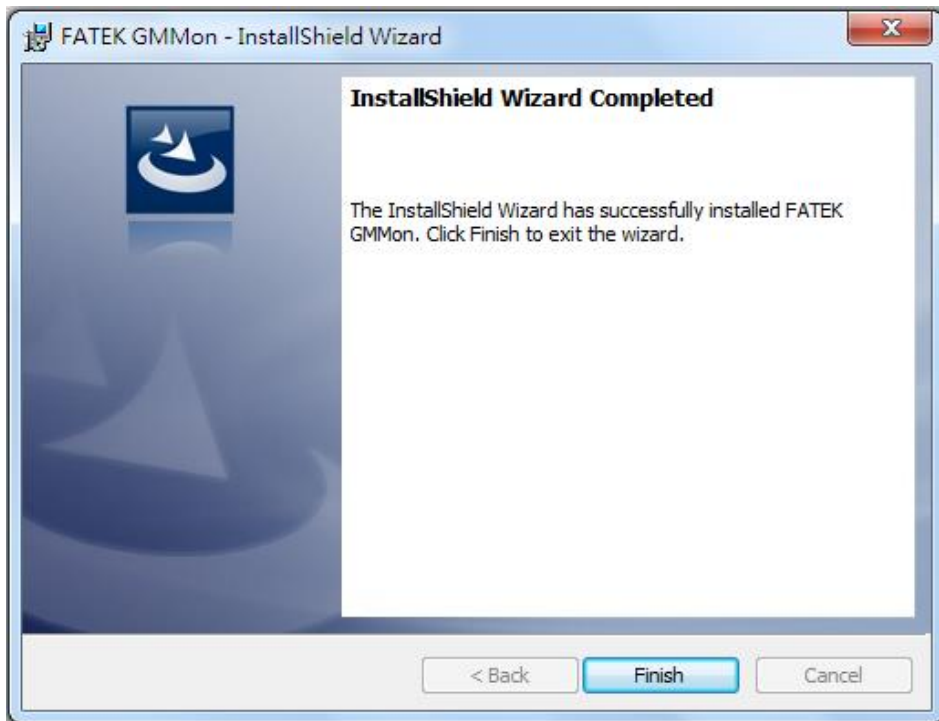 FATEK GMMon - InstallShield Wizard
InstallShield Wizard Completed
The InstallShield Wizard has successfully installed FATEK
GMMon. Click Finish to exit the wizard.
< Back
Finish
Cancel